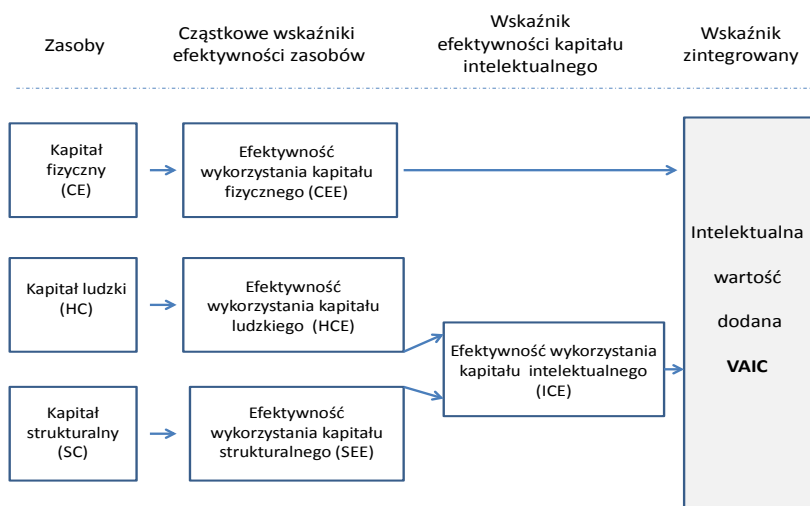 Zasoby
Cząstkowe wskaźniki
efektywności zasobów
Wskaźnik
efektywności kapitału
intelektualnego
Wskaźnik
zintegrowany
Kapitał
fizyczny
(CE)
Efektywność
wykorzystania kapitału
fizycznego (CEE)
Kapitał ludzki
(HC)
Efektywność
wykorzystania kapitału
ludzkiego (HCE)
Kapitał
strukturalny
(SC)
Efektywność
wykorzystania kapitału
strukturalnego (SEE)
Efektywność wykorzystania
kapitału intelektualnego
(ICE)
Intelektualna
wartość
dodana
VAIC